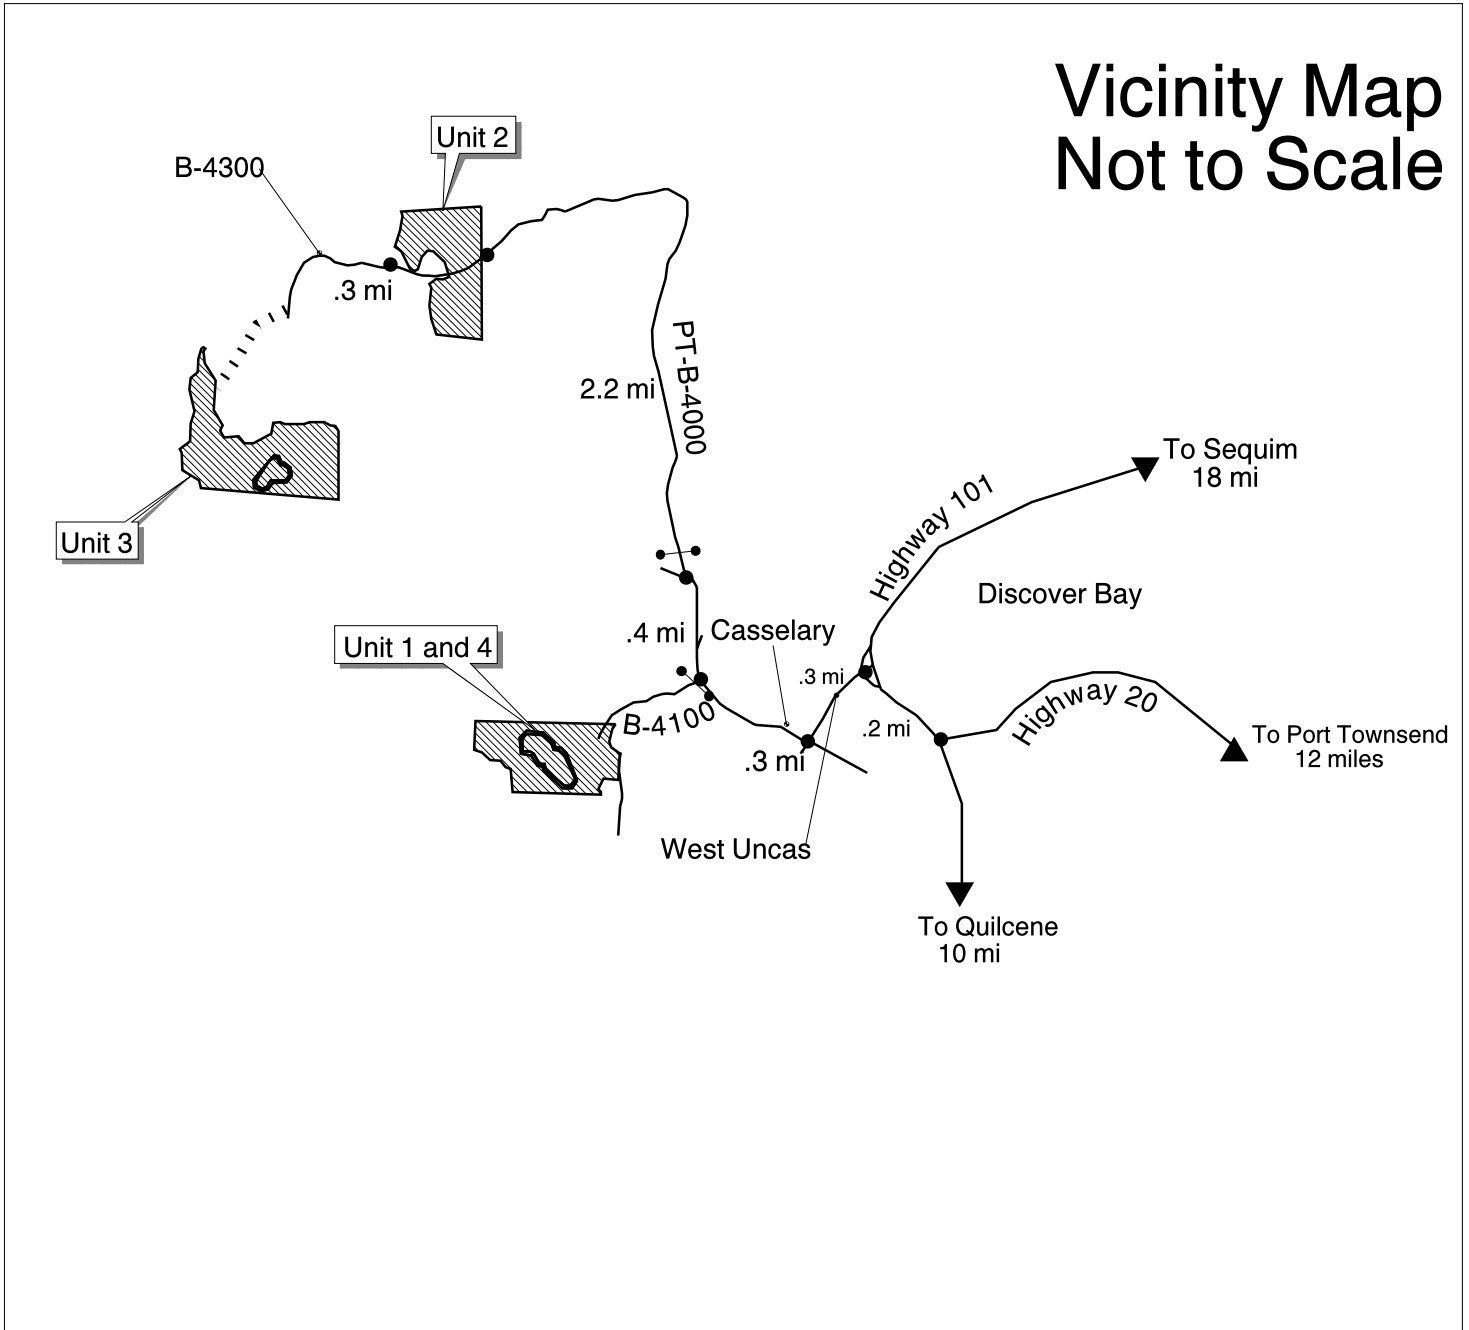 Vicinity Map
Not to Scale
Unit 2
B-4300
.3 mi
PT-B-4000
2.2 mi
To Sequim
18 mi
Highway 101
Unit 3
Discover Bay
.4 mi
Casselary
Unit 1 and 4
.3 mi
Highway 20
B-4100
.2 mi
To Port Townsend
12 miles
.3 mi
West Uncas
To Quilcene
10 mi